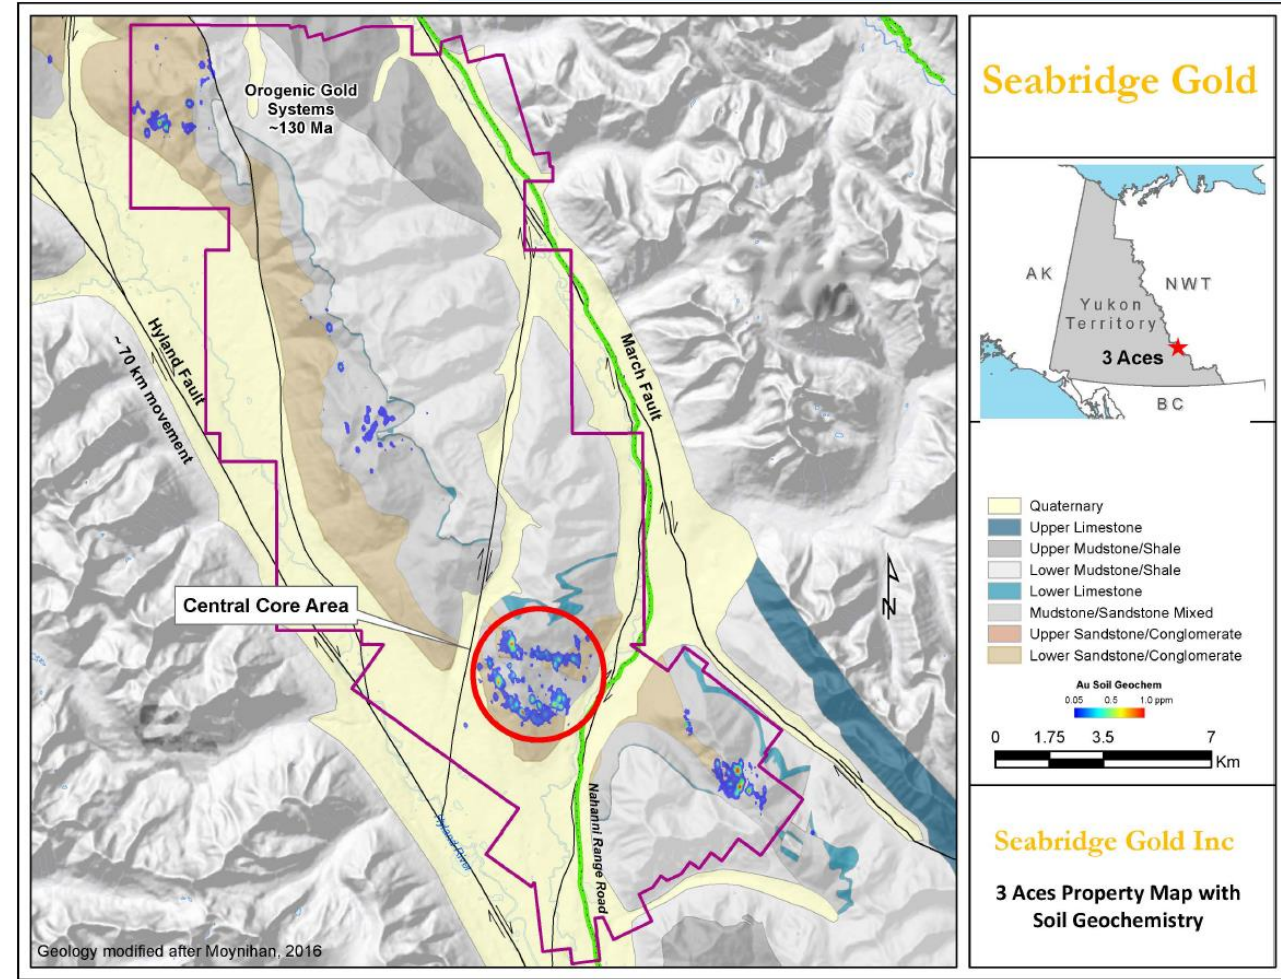 Orogenic Gold
Systems
~130 Ma
Hyland Fault
~ 70 km movement
March Fault
Central Core Area
Nahanni Range Road
Hyland River
Geology modified after Moynihan, 2016
Seabridge Gold
AK
NWT
Yukon
Territory
3 Aces
BC
Quaternary
Upper Limestone
Upper Mudstone/Shale
Lower Mudstone/Shale
Lower Limestone
Mudstone/Sandstone Mixed
Upper Sandstone/Conglomerate
Lower Sandstone/Conglomerate
Au Soil Geochem
0.05 0.5 1.0 ppm
0 1.75 3.5 7
Km
N
Seabridge Gold Inc
3 Aces Property Map with
Soil Geochemistry